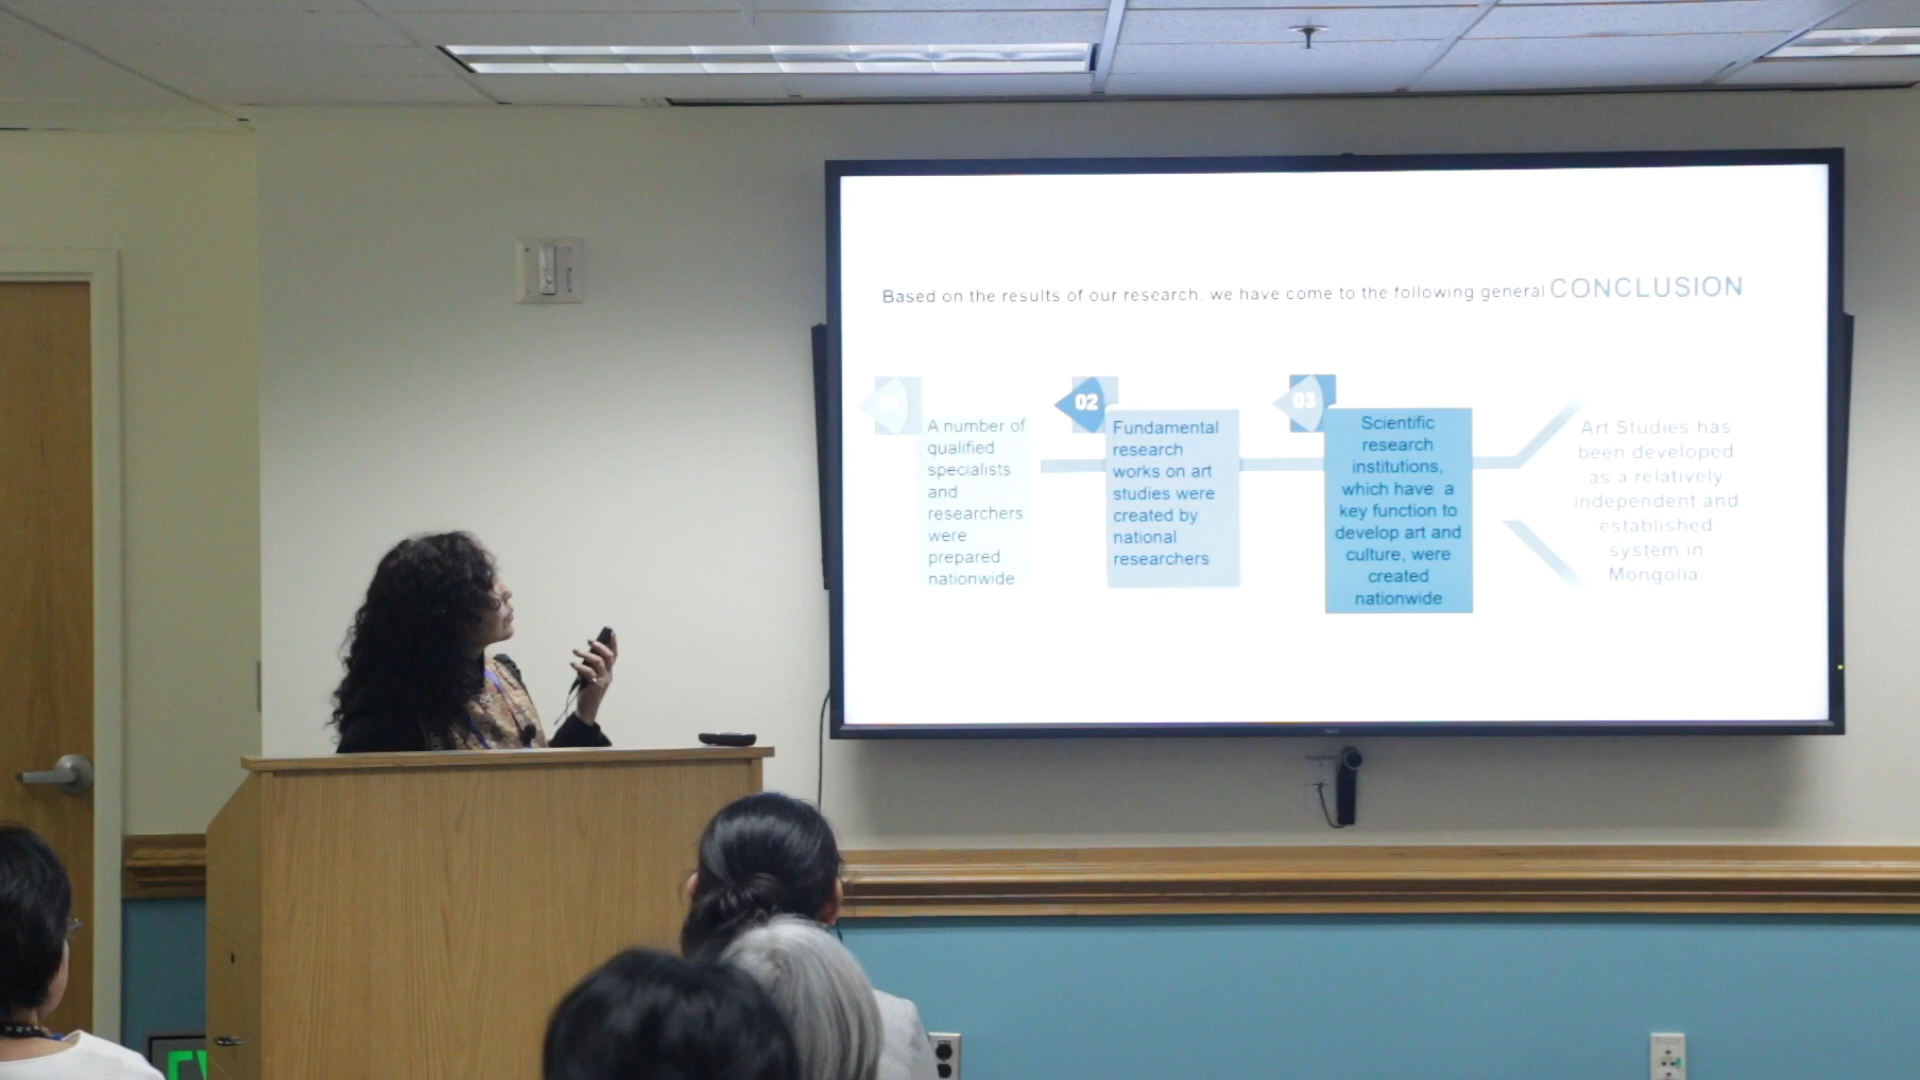 Based on the results of our research, we have come to the following general CONCLUSION
01
A number of
qualified
specialists
and
researchers
were
prepared
nationwide
02
Fundamental
research
works on art
studies were
created by
national
researchers
03
Scientific
research
institutions,
which have a
key function to
develop art and
culture, were
created
nationwide
Art Studies has
been developed
as a relatively
independent and
established
system in
Mongolia.